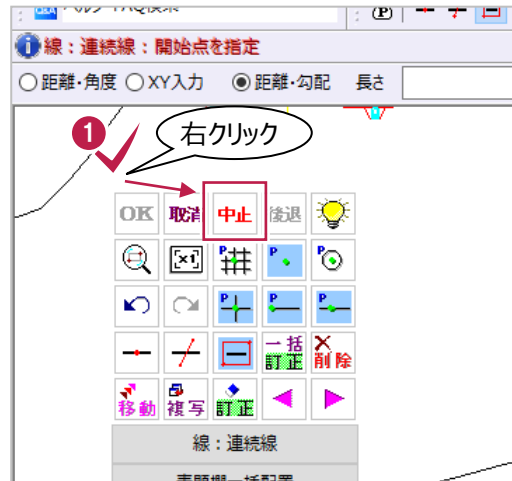 線：連続線：開始点を指定
距離・角度 XY入力 距離・勾配 長さ
1 右クリック
OK 取消 中止 後退
[×1] P P P
P P P
一括訂正 削除
移動 複写 訂正
線：連続線